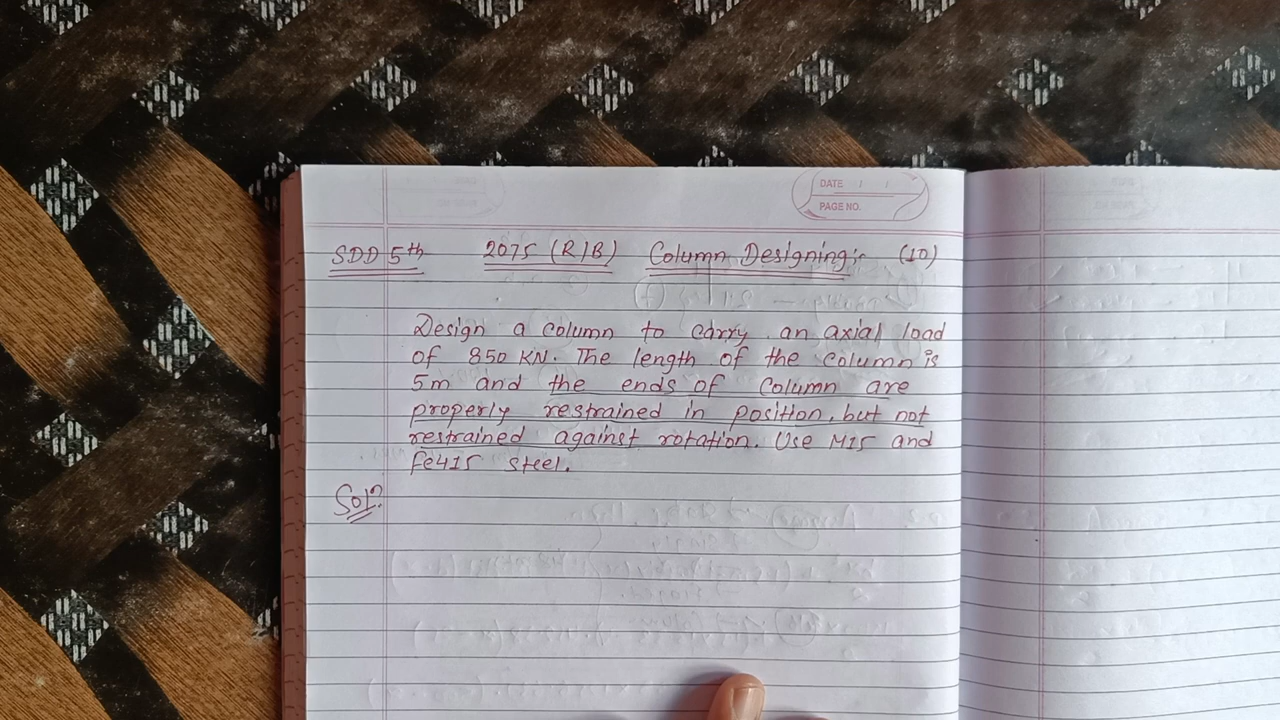 DATE / /
PAGE NO.
SDD 5th 2075 (R/B) Column Designing:- (10)
Design a column to carry an axial load
of 850 KN. The length of the column is
5m and the ends of column are
properly restrained in position, but not
restrained against rotation. Use M15 and
fe415 steel.
Solⁿ: